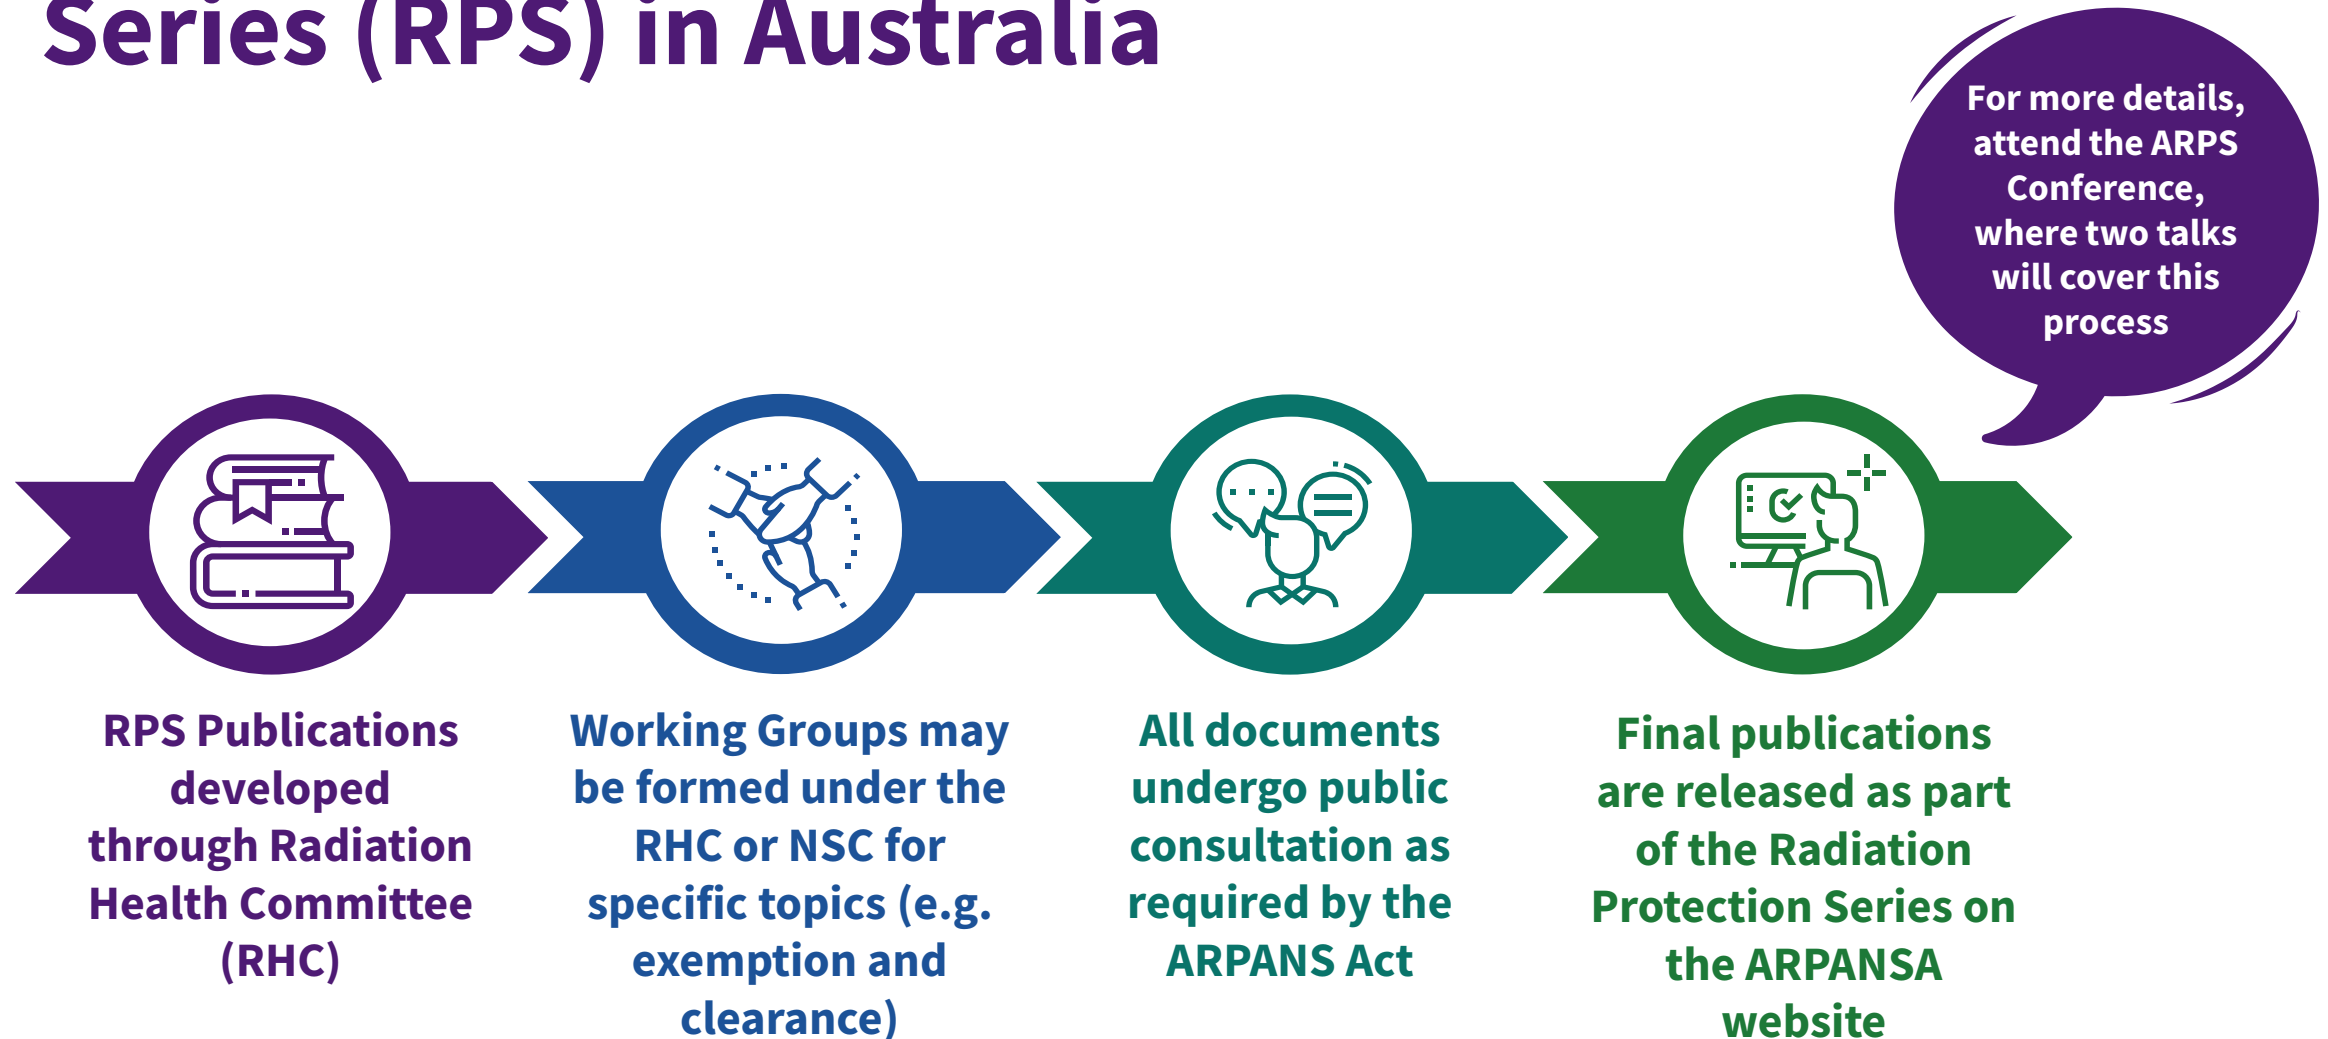 Series (RPS) in Australia
For more details,
attend the ARPS
Conference,
where two talks
will cover this
process
RPS Publications
developed
through Radiation
Health Committee
(RHC)
Working Groups may
be formed under the
RHC or NSC for
specific topics (e.g.
exemption and
clearance)
All documents
undergo public
consultation as
required by the
ARPANS Act
Final publications
are released as part
of the Radiation
Protection Series on
the ARPANSA
website